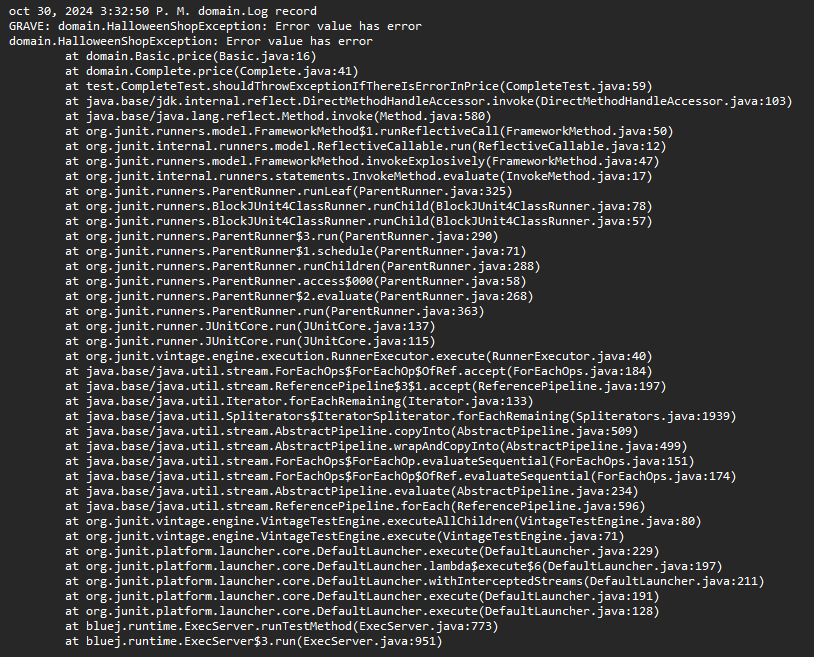 oct 30, 2024 3:32:50 P. M. domain.Log record
GRAVE: domain.HalloweenShopException: Error value has error
domain.HalloweenShopException: Error value has error
at domain.Basic.price(Basic.java:16)
at domain.Complete.price(Complete.java:41)
at test.CompleteTest.shouldThrowExceptionIfThereIsErrorInPrice(CompleteTest.java:59)
at java.base/jdk.internal.reflect.DirectMethodHandleAccessor.invoke(DirectMethodHandleAccessor.java:103)
at java.base/java.lang.reflect.Method.invoke(Method.java:580)
at org.junit.runners.model.FrameworkMethod$1.runReflectiveCall(FrameworkMethod.java:50)
at org.junit.internal.runners.model.ReflectiveCallable.run(ReflectiveCallable.java:12)
at org.junit.runners.model.FrameworkMethod.invokeExplosively(FrameworkMethod.java:47)
at org.junit.internal.runners.statements.InvokeMethod.evaluate(InvokeMethod.java:17)
at org.junit.runners.ParentRunner.runLeaf(ParentRunner.java:325)
at org.junit.runners.BlockJUnit4ClassRunner.runChild(BlockJUnit4ClassRunner.java:78)
at org.junit.runners.BlockJUnit4ClassRunner.runChild(BlockJUnit4ClassRunner.java:57)
at org.junit.runners.ParentRunner$3.run(ParentRunner.java:290)
at org.junit.runners.ParentRunner$1.schedule(ParentRunner.java:71)
at org.junit.runners.ParentRunner.runChildren(ParentRunner.java:288)
at org.junit.runners.ParentRunner.access$000(ParentRunner.java:58)
at org.junit.runners.ParentRunner$2.evaluate(ParentRunner.java:268)
at org.junit.runners.ParentRunner.run(ParentRunner.java:363)
at org.junit.runner.JUnitCore.run(JUnitCore.java:137)
at org.junit.runner.JUnitCore.run(JUnitCore.java:115)
at org.junit.vintage.engine.execution.RunnerExecutor.execute(RunnerExecutor.java:40)
at java.base/java.util.stream.ForEachOps$ForEachOp$OfRef.accept(ForEachOps.java:184)
at java.base/java.util.stream.ReferencePipeline$3$1.accept(ReferencePipeline.java:197)
at java.base/java.util.Iterator.forEachRemaining(Iterator.java:133)
at java.base/java.util.Spliterators$IteratorSpliterator.forEachRemaining(Spliterators.java:1939)
at java.base/java.util.stream.AbstractPipeline.copyInto(AbstractPipeline.java:509)
at java.base/java.util.stream.AbstractPipeline.wrapAndCopyInto(AbstractPipeline.java:499)
at java.base/java.util.stream.ForEachOps$ForEachOp.evaluateSequential(ForEachOps.java:151)
at java.base/java.util.stream.ForEachOps$ForEachOp$OfRef.evaluateSequential(ForEachOps.java:174)
at java.base/java.util.stream.AbstractPipeline.evaluate(AbstractPipeline.java:234)
at java.base/java.util.stream.ReferencePipeline.forEach(ReferencePipeline.java:596)
at org.junit.vintage.engine.VintageTestEngine.executeAllChildren(VintageTestEngine.java:80)
at org.junit.vintage.engine.VintageTestEngine.execute(VintageTestEngine.java:71)
at org.junit.platform.launcher.core.DefaultLauncher.execute(DefaultLauncher.java:229)
at org.junit.platform.launcher.core.DefaultLauncher.lambda$execute$6(DefaultLauncher.java:197)
at org.junit.platform.launcher.core.DefaultLauncher.withInterceptedStreams(DefaultLauncher.java:211)
at org.junit.platform.launcher.core.DefaultLauncher.execute(DefaultLauncher.java:191)
at org.junit.platform.launcher.core.DefaultLauncher.execute(DefaultLauncher.java:128)
at bluej.runtime.ExecServer.runTestMethod(ExecServer.java:773)
at bluej.runtime.ExecServer$3.run(ExecServer.java:951)